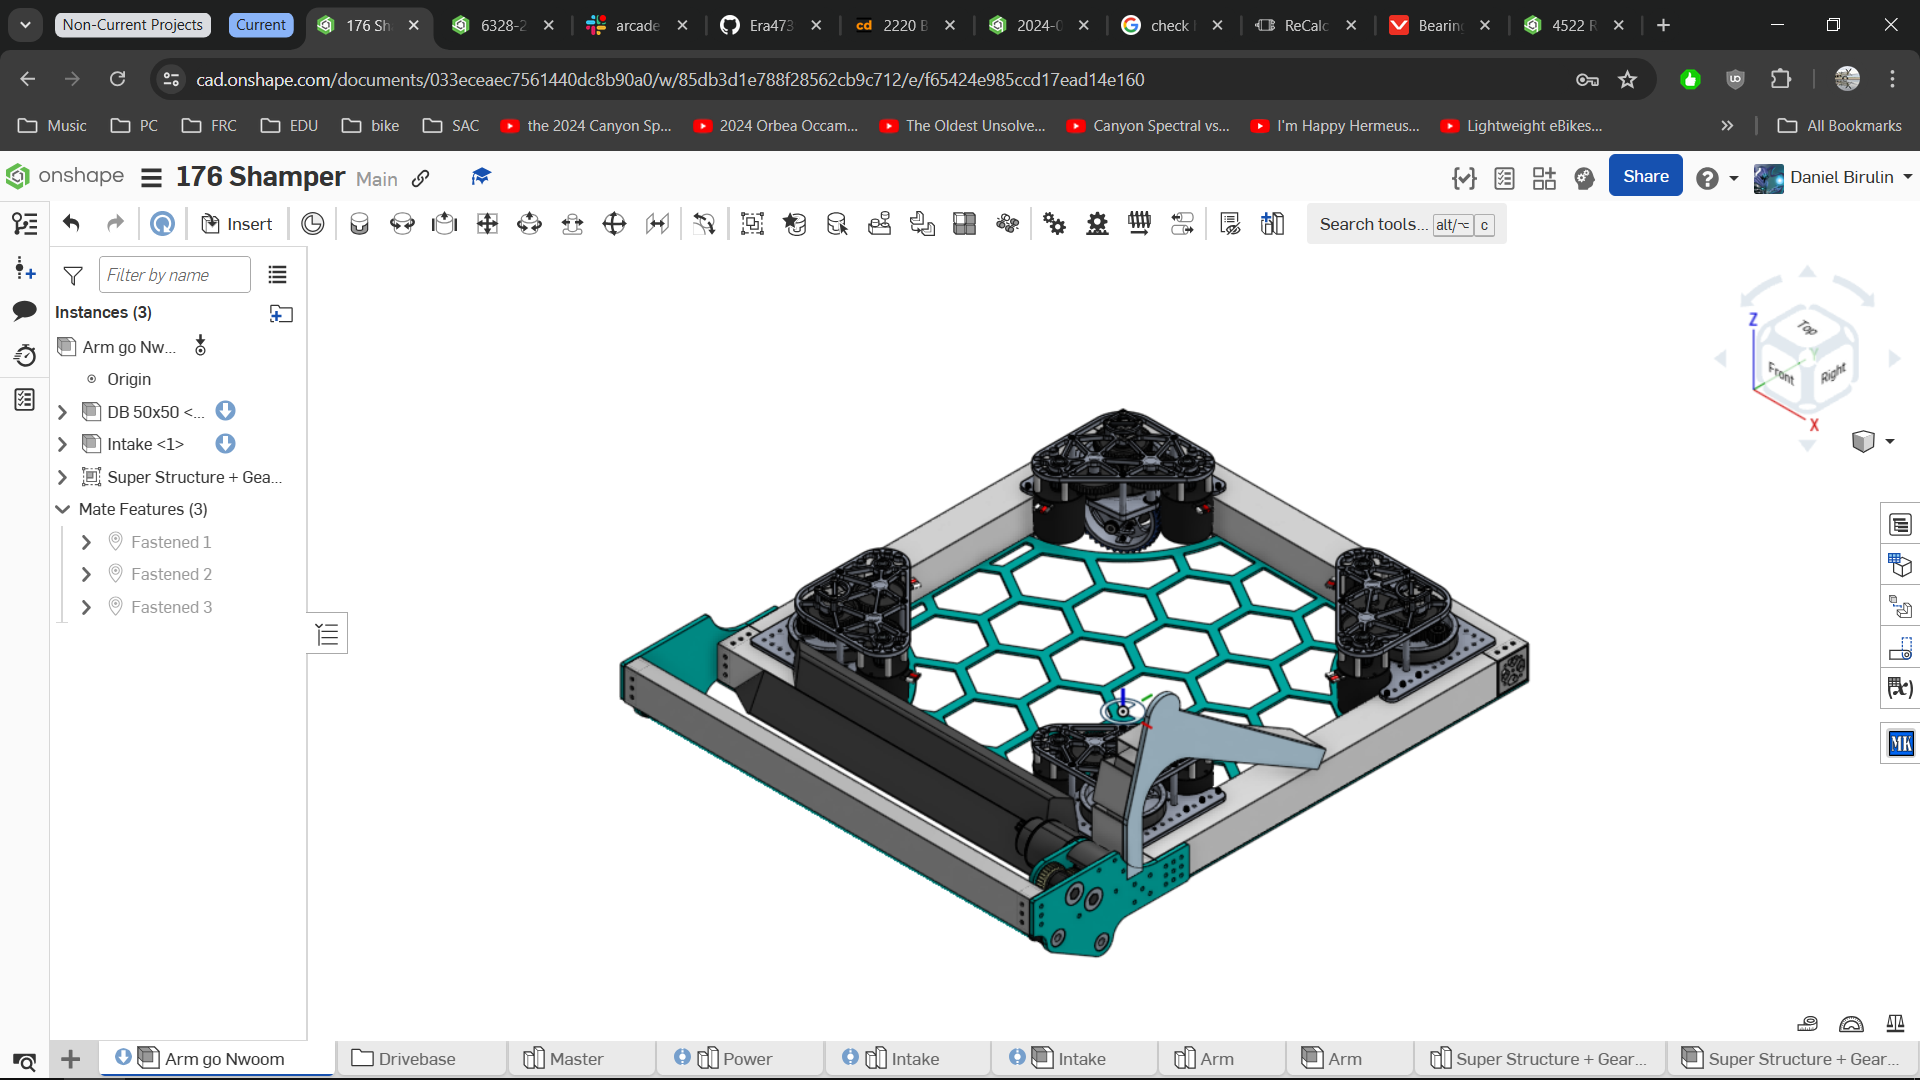 Non-Current Projects
Current
176 Sh
6328-2
arcade
Era473
2220 B
2024-0
check
ReCalc
Bearin
4522 R
cad.onshape.com/documents/033eceaec7561440dc8b90a0/w/85db3d1e788f28562cb9c712/e/f65424e985ccd17ead14e160
Music
PC
FRC
EDU
bike
SAC
the 2024 Canyon Sp...
2024 Orbea Occam...
The Oldest Unsolve...
Canyon Spectral vs...
I'm Happy Hermeus...
Lightweight eBikes...
All Bookmarks
onshape
176 Shamper
Main
Share
Daniel Birulin
Insert
Search tools... alt/⌥ c
Filter by name
Instances (3)
Arm go Nw...
Origin
DB 50x50 <...
Intake <1>
Super Structure + Gea...
Mate Features (3)
Fastened 1
Fastened 2
Fastened 3
Z
Top
Y
Front
Right
X
(x)
MK
Arm go Nwoom
Drivebase
Master
Power
Intake
Intake
Arm
Arm
Super Structure + Gear...
Super Structure + Gear...